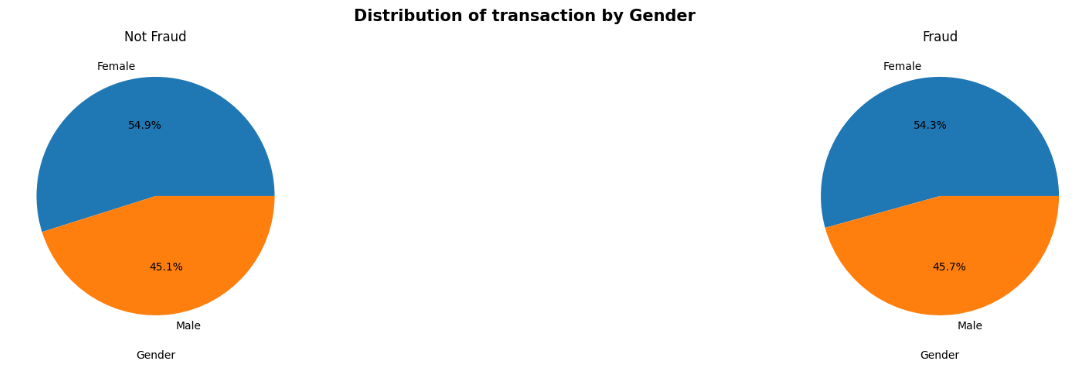 Distribution of transaction by Gender
Not Fraud
Female
54.9%
45.1%
Male
Gender
Fraud
Female
54.3%
45.7%
Male
Gender